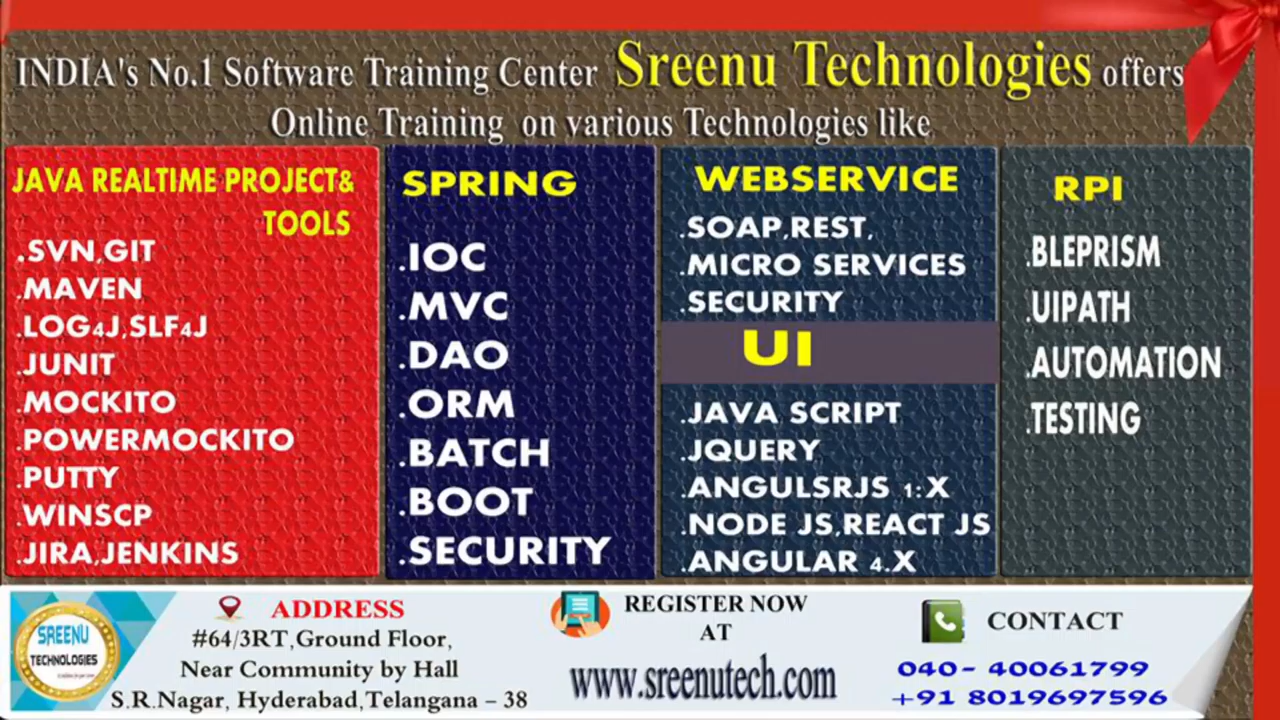 INDIA's No.1 Software Training Center Sreenu Technologies offers
Online Training on various Technologies like
JAVA REALTIME PROJECT&
TOOLS
.SVN,GIT
.MAVEN
.LOG4J,SLF4J
.JUNIT
.MOCKITO
.POWERMOCKITO
.PUTTY
.WINSCP
.JIRA,JENKINS
SPRING
.IOC
.MVC
.DAO
.ORM
.BATCH
.BOOT
.SECURITY
WEBSERVICE
.SOAP,REST,
.MICRO SERVICES
.SECURITY
UI
.JAVA SCRIPT
.JQUERY
.ANGULSRJS 1:X
.NODE JS,REACT JS
.ANGULAR 4.X
RPI
.BLEPRISM
.UIPATH
.AUTOMATION
.TESTING
SREENU
TECHNOLOGIES
ADDRESS
#64/3RT,Ground Floor,
Near Community by Hall
S.R.Nagar, Hyderabad,Telangana – 38
REGISTER NOW
AT
www.sreenutech.com
CONTACT
040- 40061799
+91 8019697596